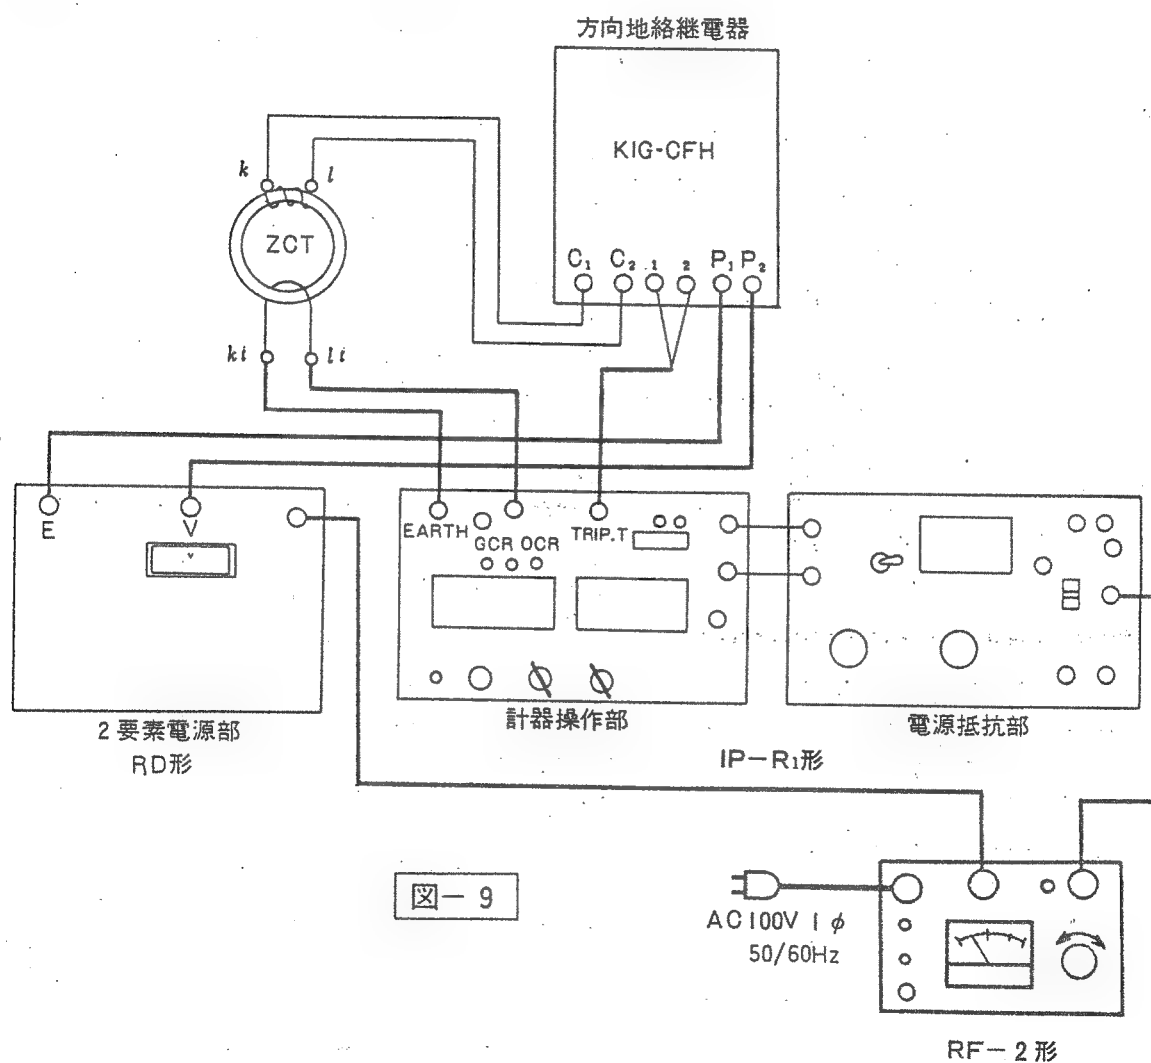 方向地絡継電器
KIG-CFH
k l
ZCT
C₁ C₂ 1 2 P₁ P₂
ki li
E V
EARTH GCR OCR TRIP.T
2要素電源部
RD形
計器操作部
電源抵抗部
IP-R₁形
図-9
AC100V 1φ
50/60Hz
RF-2形